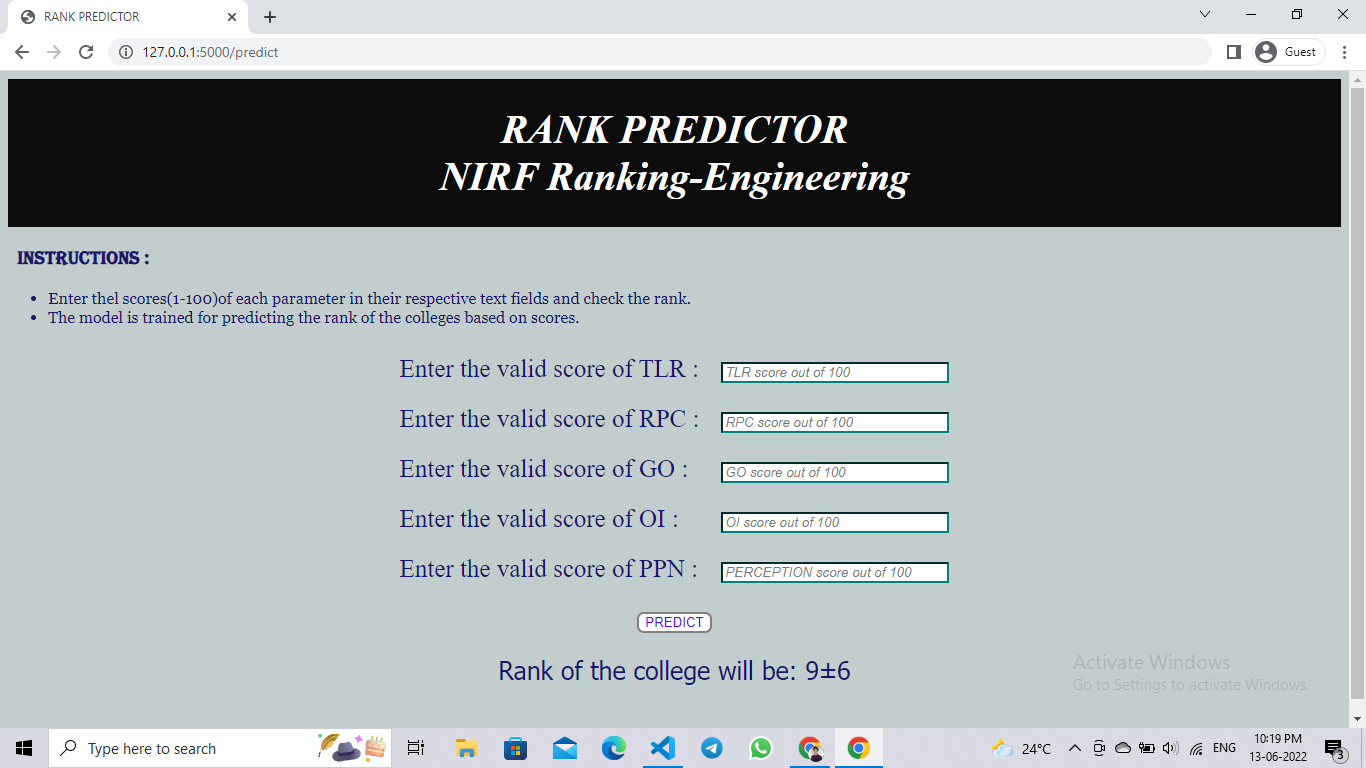 RANK PREDICTOR
127.0.0.1:5000/predict
Guest
RANK PREDICTOR
NIRF Ranking-Engineering
INSTRUCTIONS :
• Enter thel scores(1-100)of each parameter in their respective text fields and check the rank.
• The model is trained for predicting the rank of the colleges based on scores.
Enter the valid score of TLR : TLR score out of 100
Enter the valid score of RPC : RPC score out of 100
Enter the valid score of GO : GO score out of 100
Enter the valid score of OI : OI score out of 100
Enter the valid score of PPN : PERCEPTION score out of 100
PREDICT
Rank of the college will be: 9±6
Activate Windows
Go to Settings to activate Windows.
Type here to search
24°C
ENG
10:19 PM
13-06-2022
3